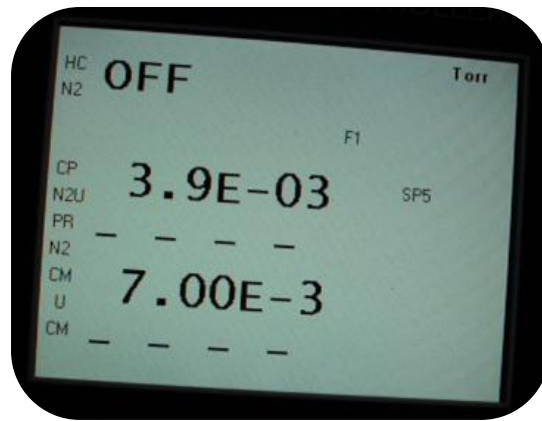 HC OFF Torr
N2
F1
CP 3.9E-03 SP5
N2U
PR _ _ _ _
N2
CM 7.00E-3
U
CM _ _ _ _